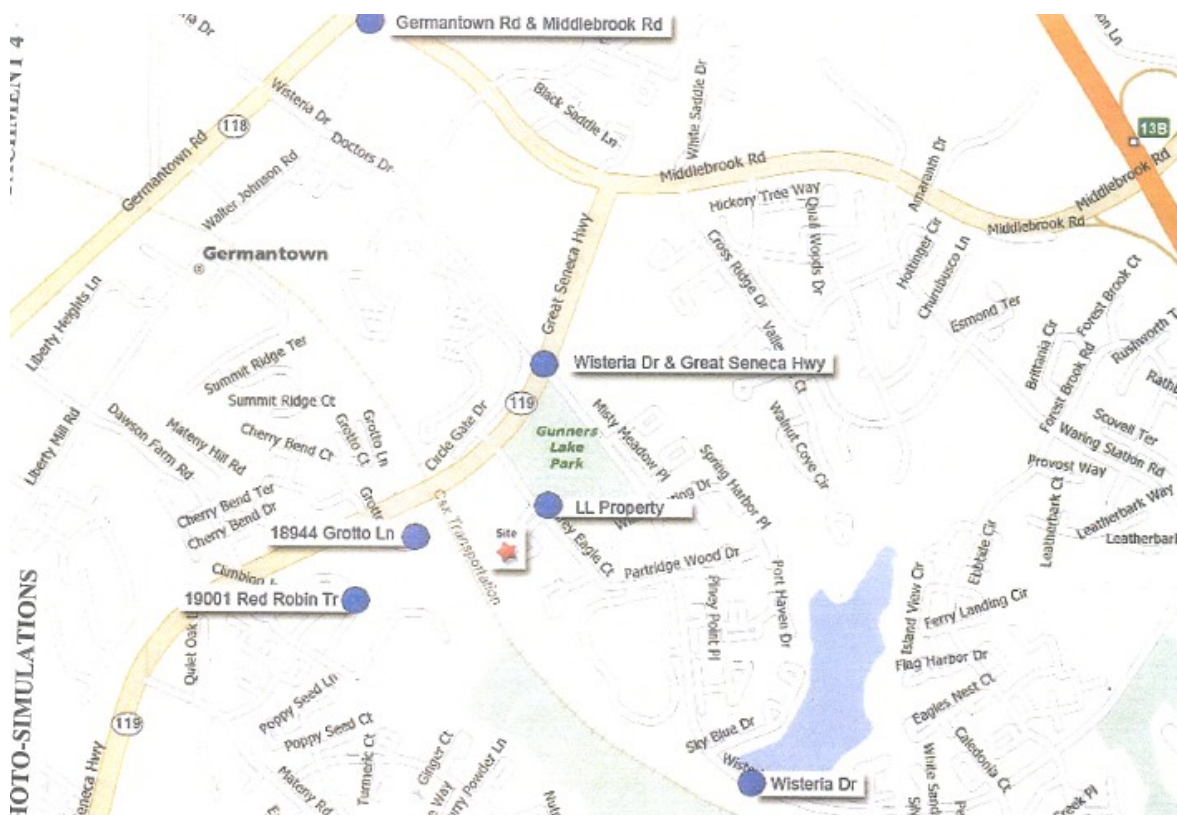 Germantown Rd & Middlebrook Rd
Wisteria Dr
Black Saddle Ln
White Saddle Dr
118
Doctors Dr
13B
Germantown Rd
Walter Johnson Rd
Middlebrook Rd
Amaranth Dr
Middlebrook Rd
Hickory Tree Way
Quail Woods Dr
Middlebrook Rd
Germantown
Great Seneca Hwy
Cross Ridge Dr
Hottinger Cir
Churubusco Ln
Liberty Heights Ln
Esmond Ter
Forest Brook Ct
Summit Ridge Ter
Wisteria Dr & Great Seneca Hwy
Brittania Cir
Forest Brook Rd
Summit Ridge Ct
119
Misty Meadow Pl
Walnut Cove Cir
Scovell Ter
Liberty Mill Rd
Dawson Farm Rd
Mateny Hill Rd
Cherry Bend Ct
Grotto Ct
Grotto Ln
Circle Gate Dr
Gunners
Lake
Park
Spring Harbor Pl
Waring Station Rd
Provost Way
Cherry Bend Ter
Cherry Bend Dr
LL Property
Leatherbark Ct
Leatherbark Way
18944 Grotto Ln
Csx Transportation
Site
Partridge Wood Dr
Ebbtide Cir
19001 Red Robin Tr
Piney Point Pl
Port Haven Dr
Island View Cir
Ferry Landing Cir
Flag Harbor Dr
Poppy Seed Ln
Eagles Nest Ct
119
Poppy Seed Ct
Sky Blue Dr
Caledonia Ct
Mateny Rd
Turmeric Ct
Ginger Ct
Wisteria Dr